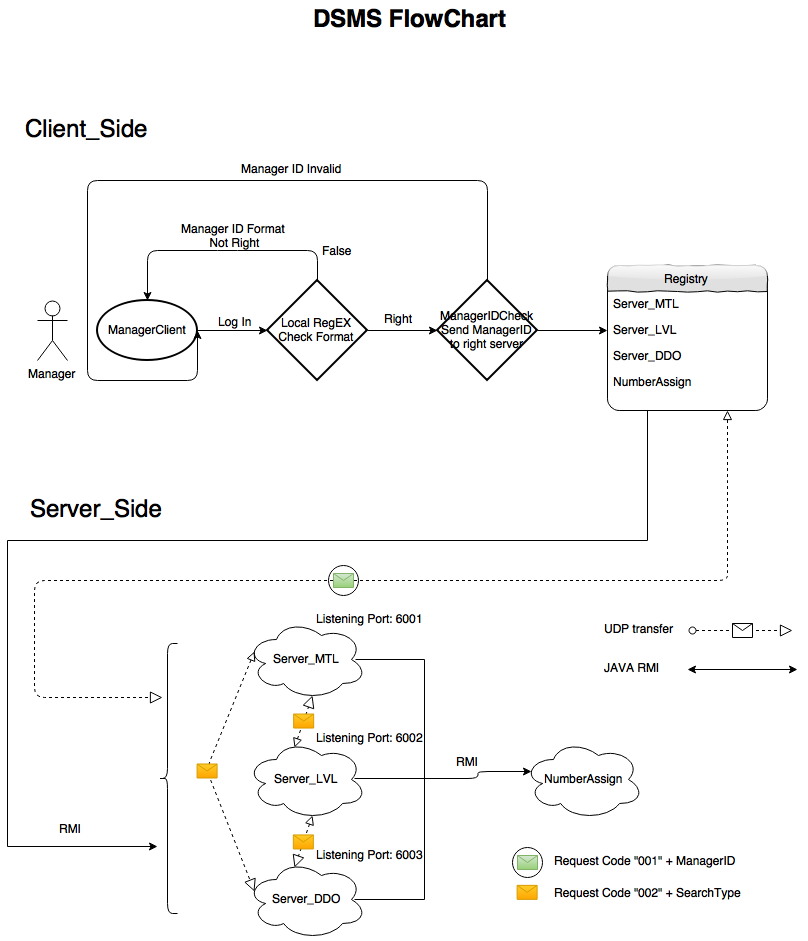 DSMS FlowChart
Client_Side
Manager ID Invalid
Manager ID Format
Not Right
False
Registry
Server_MTL
Server_LVL
Server_DDO
NumberAssign
ManagerClient
Log In
Local RegEX
Check Format
Right
ManagerIDCheck
Send ManagerID
to right server
Manager
Server_Side
Listening Port: 6001
UDP transfer
Server_MTL
JAVA RMI
Listening Port: 6002
RMI
Server_LVL
NumberAssign
RMI
Listening Port: 6003
Request Code "001" + ManagerID
Server_DDO
Request Code "002" + SearchType